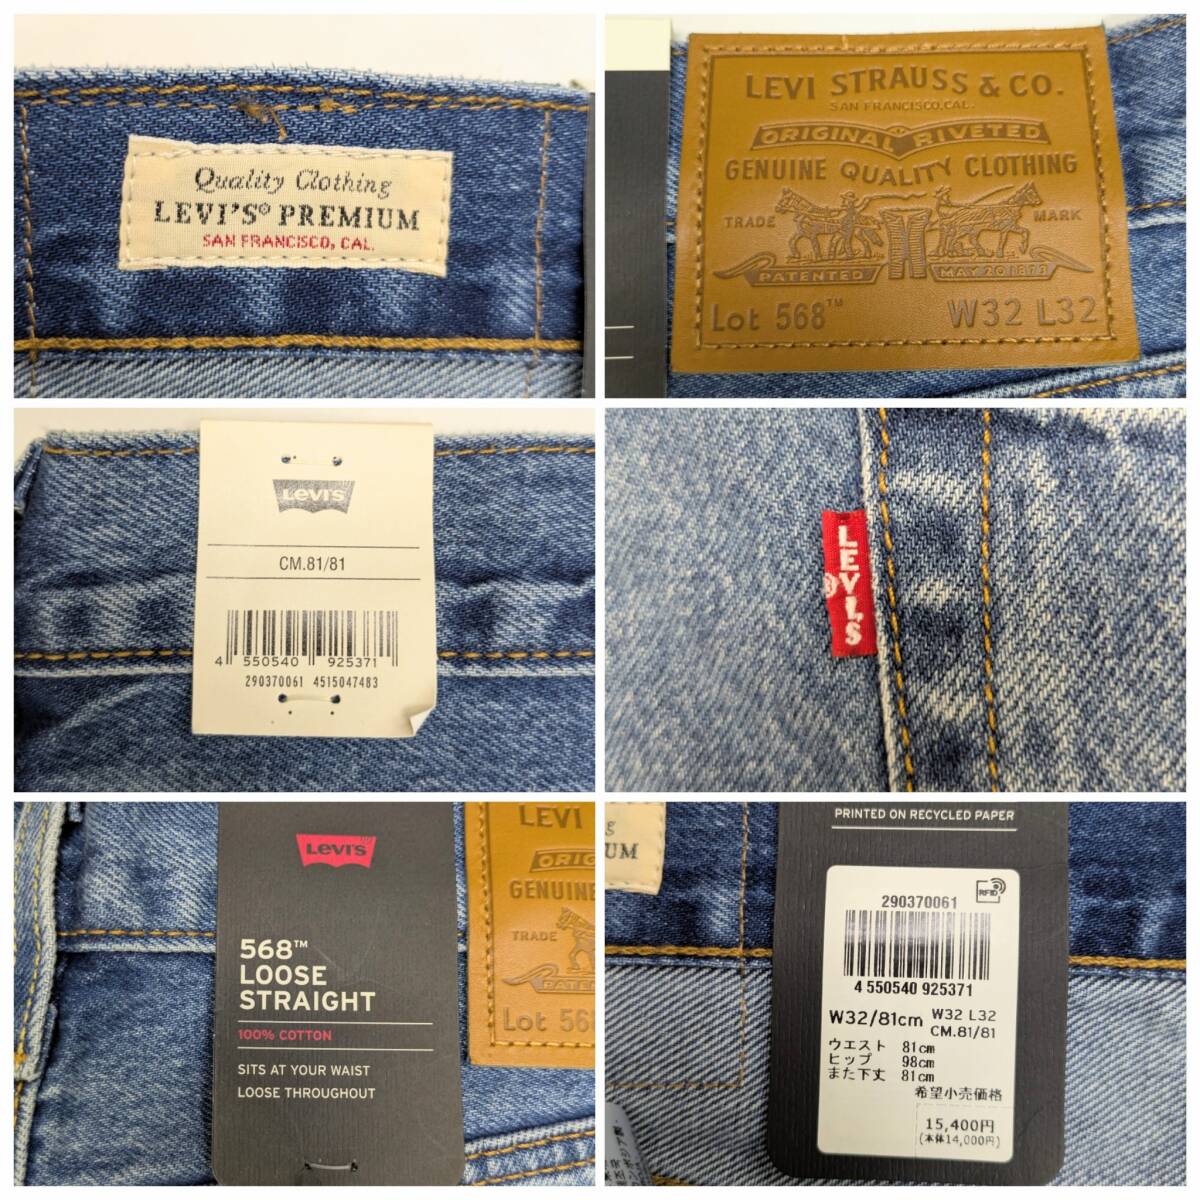 Quality Clothing
LEVI'S® PREMIUM
SAN FRANCISCO, CAL.
LEVI STRAUSS & CO.
SAN FRANCISCO, CAL.
ORIGINAL RIVETED
GENUINE QUALITY CLOTHING
TRADE MARK
PATENTED MAY 20 1873
Lot 568™ W32 L32
LEVI'S
CM.81/81
4 550540 925371
290370061 4515047483
LEVI'S®
LEVI'S
568™
LOOSE
STRAIGHT
100% COTTON
SITS AT YOUR WAIST
LOOSE THROUGHOUT
LEVI
ORIG
GENUINE
TRADE
PATEN
Lot 568
S
UM
PRINTED ON RECYCLED PAPER
RFID
290370061
4 550540 925371
W32/81cm W32 L32
CM.81/81
ウエスト 81cm
ヒップ 98cm
また下丈 81cm
希望小売価格
15,400円
(本体14,000円)